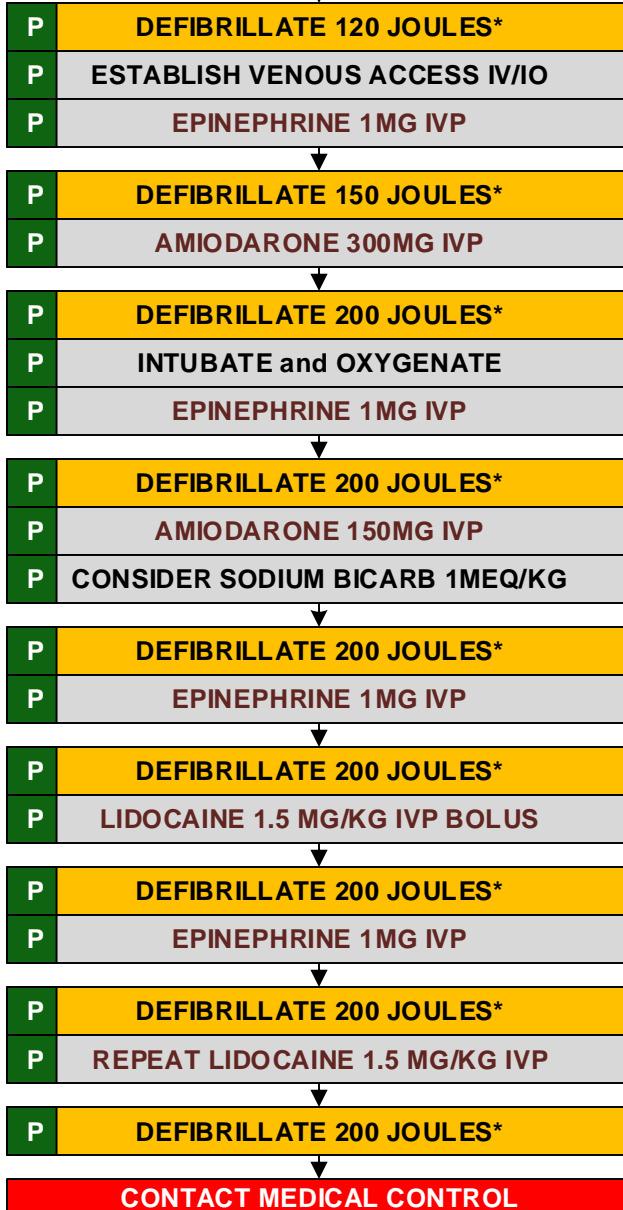 P DEFIBRILLATE 120 JOULES*
P ESTABLISH VENOUS ACCESS IV/IO
P EPINEPHRINE 1MG IVP
P DEFIBRILLATE 150 JOULES*
P AMIODARONE 300MG IVP
P DEFIBRILLATE 200 JOULES*
P INTUBATE and OXYGENATE
P EPINEPHRINE 1MG IVP
P DEFIBRILLATE 200 JOULES*
P AMIODARONE 150MG IVP
P CONSIDER SODIUM BICARB 1MEQ/KG
P DEFIBRILLATE 200 JOULES*
P EPINEPHRINE 1MG IVP
P DEFIBRILLATE 200 JOULES*
P LIDOCAINE 1.5 MG/KG IVP BOLUS
P DEFIBRILLATE 200 JOULES*
P EPINEPHRINE 1MG IVP
P DEFIBRILLATE 200 JOULES*
P REPEAT LIDOCAINE 1.5 MG/KG IVP
P DEFIBRILLATE 200 JOULES*
CONTACT MEDICAL CONTROL